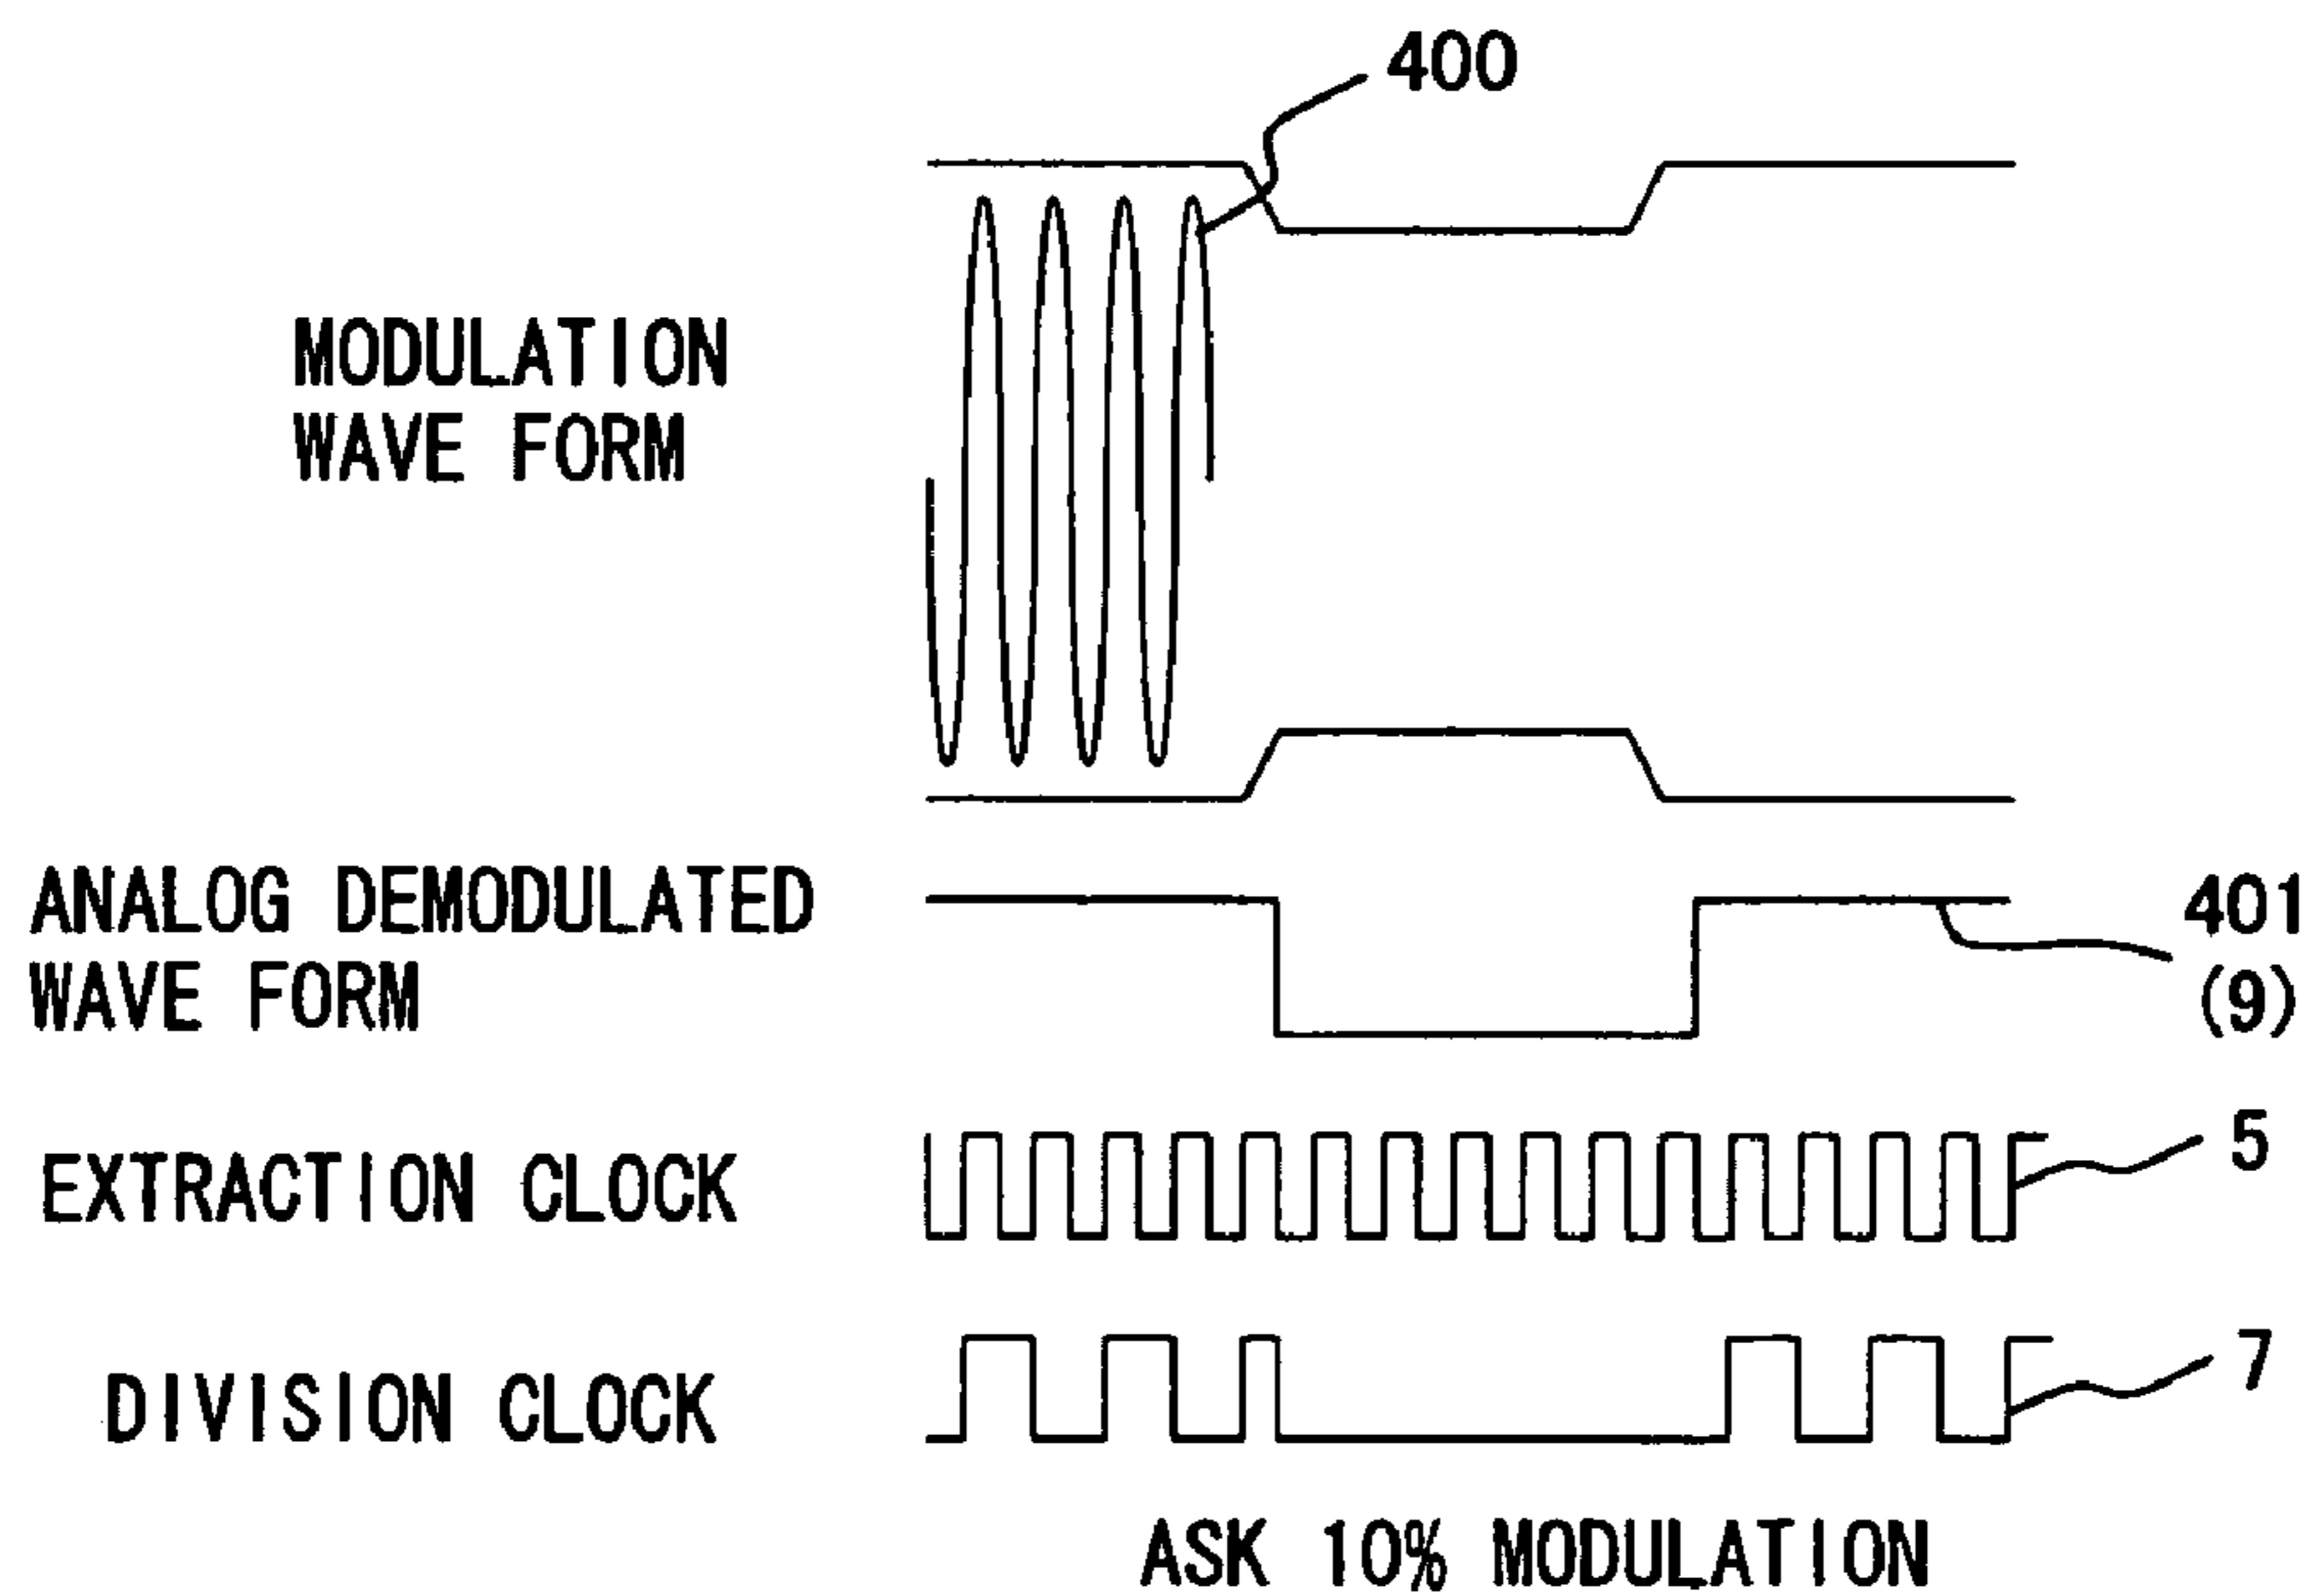 400
MODULATION
WAVE FORM
ANALOG DEMODULATED
WAVE FORM
401
(9)
EXTRACTION CLOCK
5
DIVISION CLOCK
7
ASK 10% MODULATION